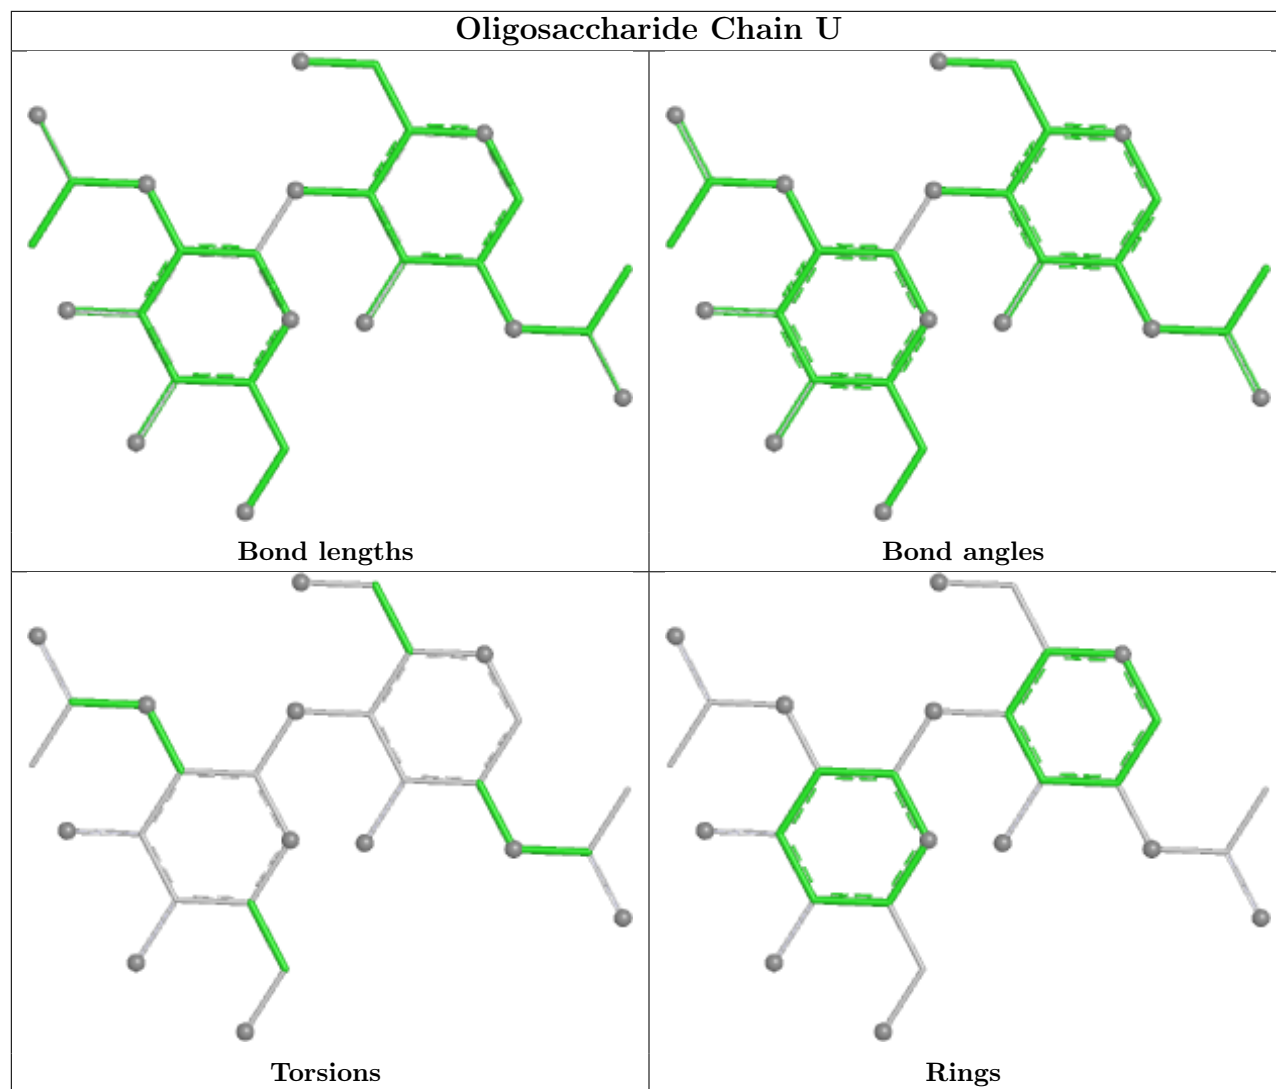 Oligosaccharide Chain U
Bond lengths
Bond angles
Torsions
Rings